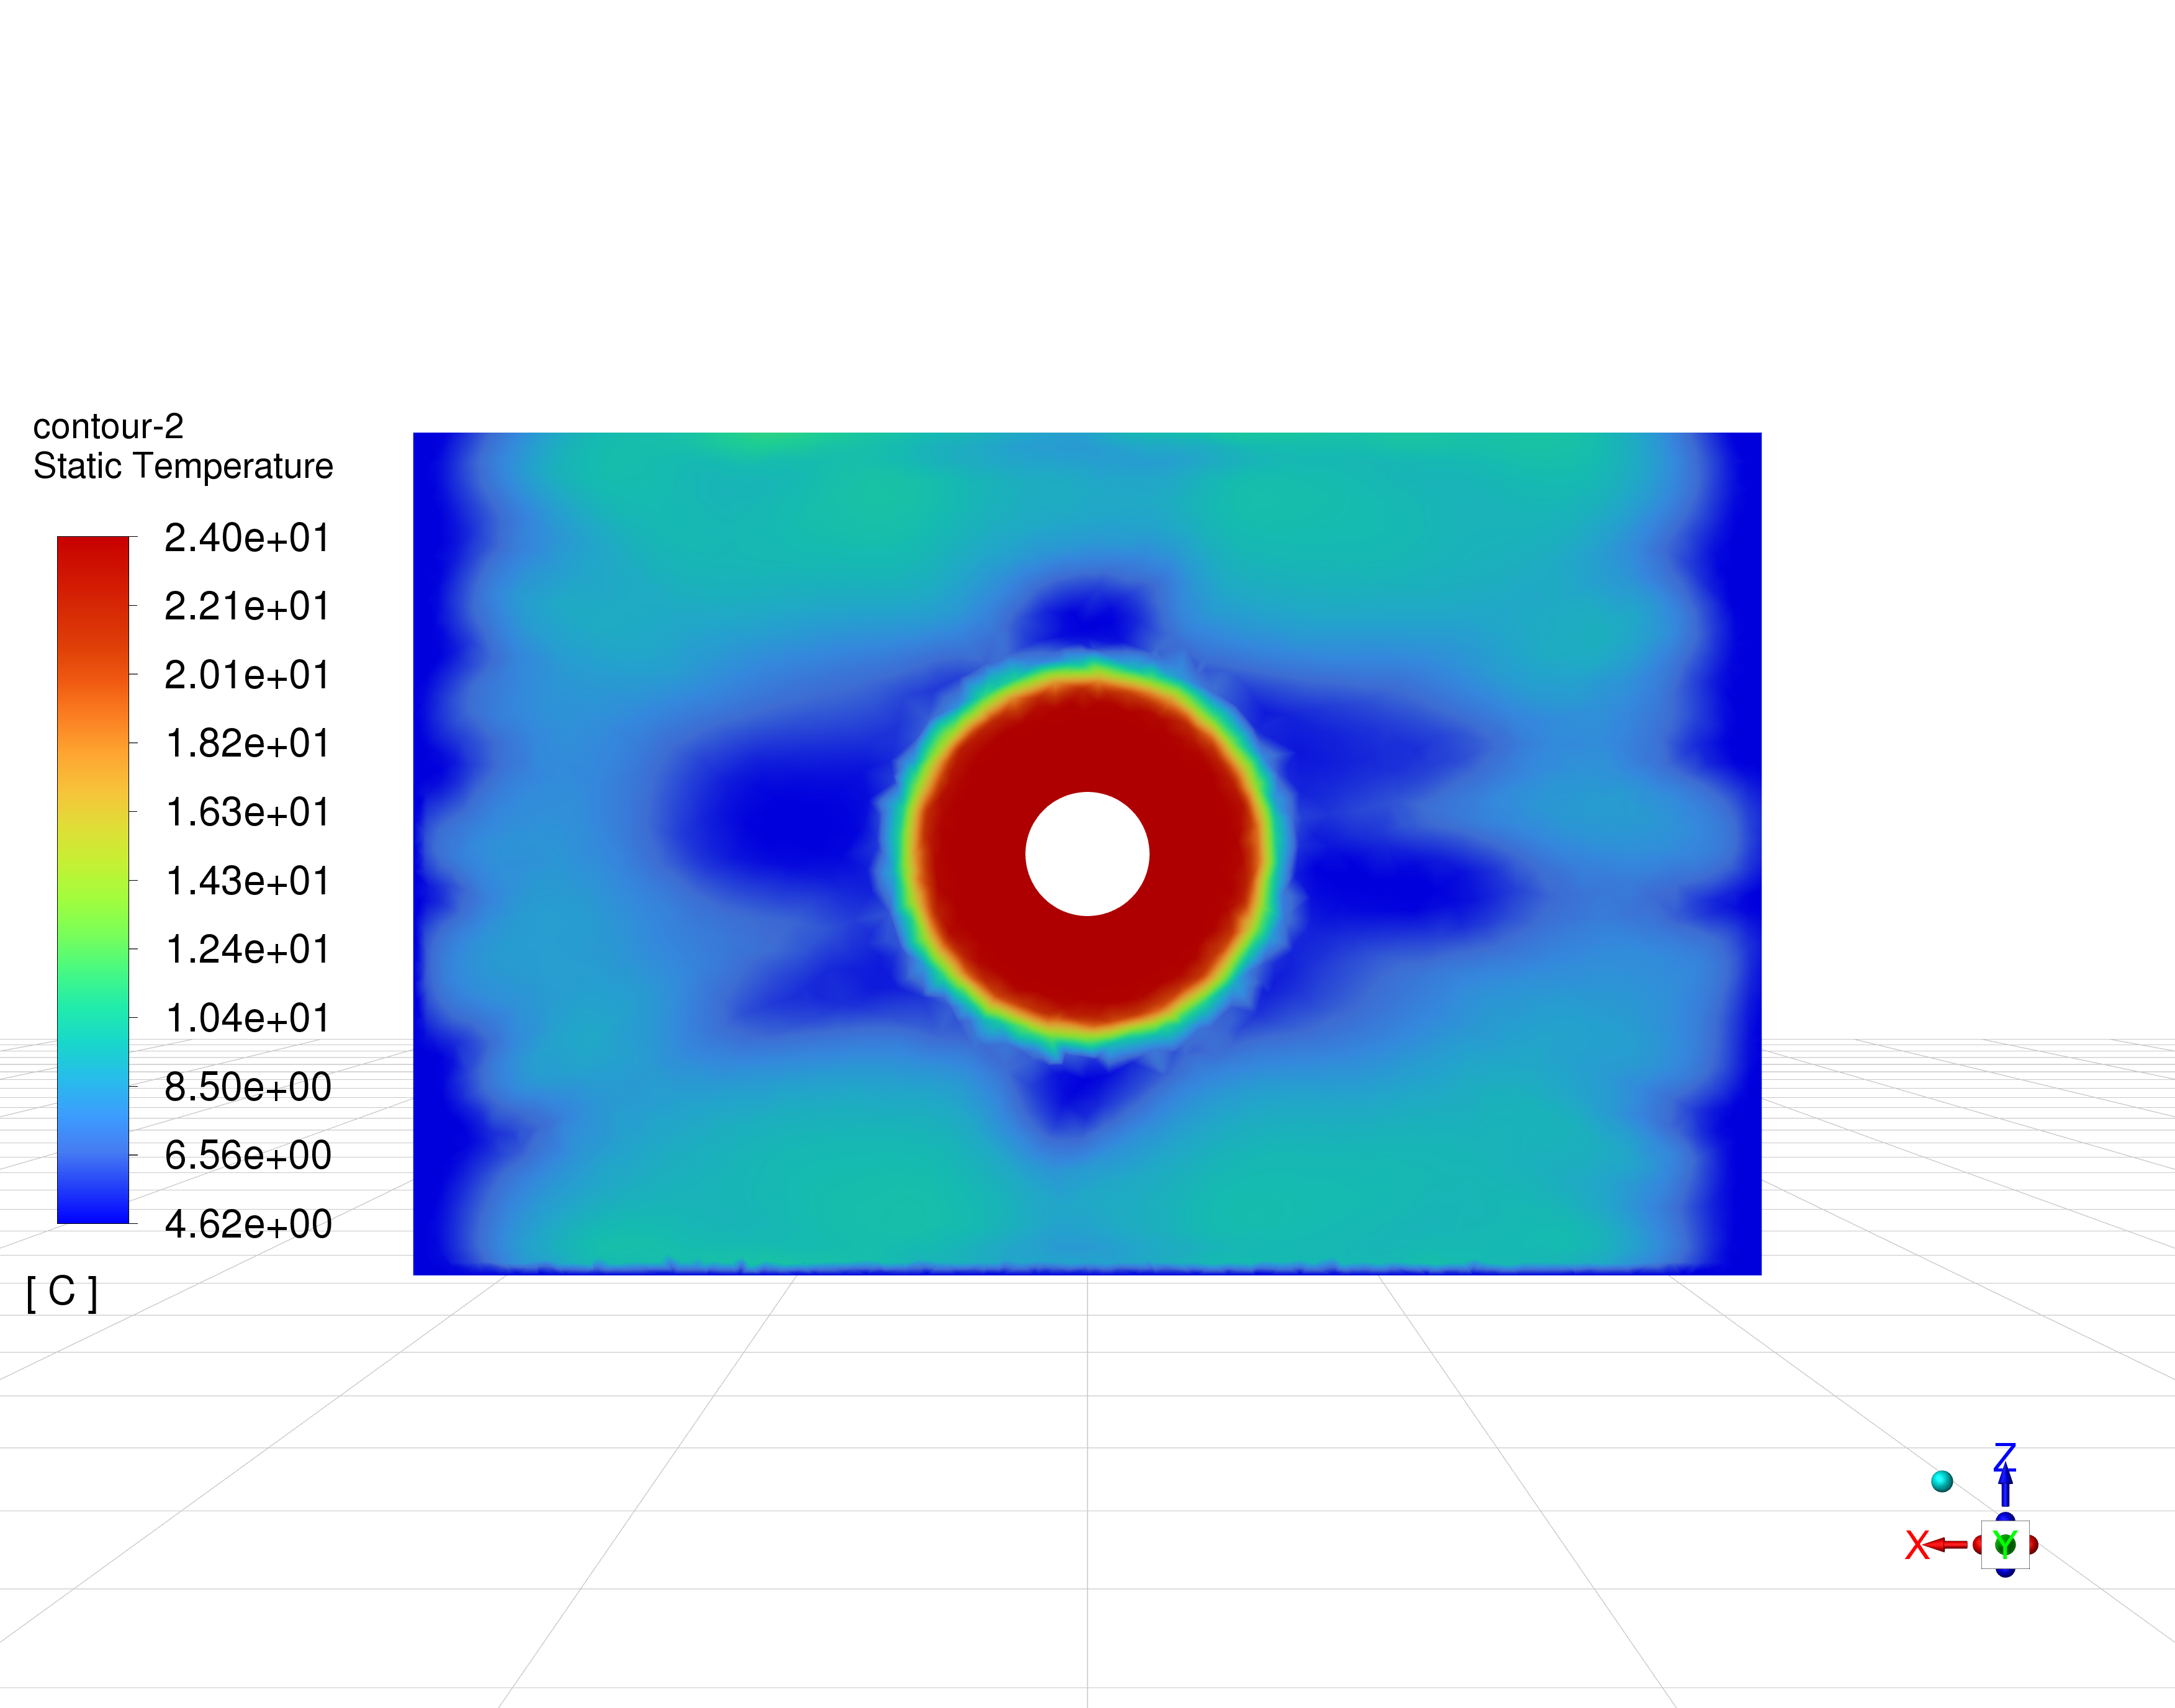 contour-2
Static Temperature
2.40e+01
2.21e+01
2.01e+01
1.82e+01
1.63e+01
1.43e+01
1.24e+01
1.04e+01
8.50e+00
6.56e+00
4.62e+00
[ C ]
Z
X
Y